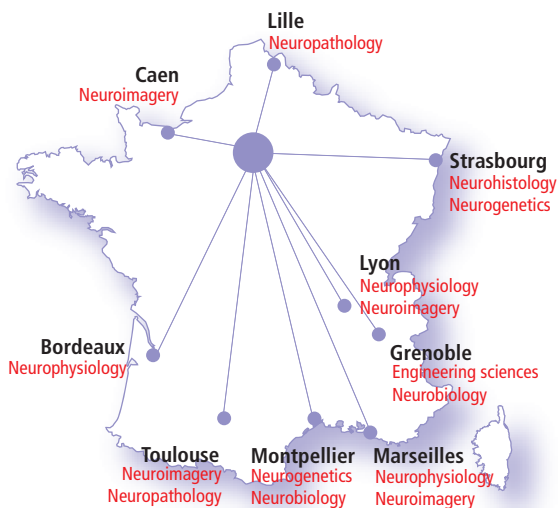 Lille
Neuropathology
Caen
Neuroimagery
Strasbourg
Neurohistology
Neurogenetics
Lyon
Neurophysiology
Neuroimagery
Bordeaux
Neurophysiology
Grenoble
Engineering sciences
Neurobiology
Toulouse
Neuroimagery
Neuropathology
Montpellier
Neurogenetics
Neurobiology
Marseilles
Neurophysiology
Neuroimagery